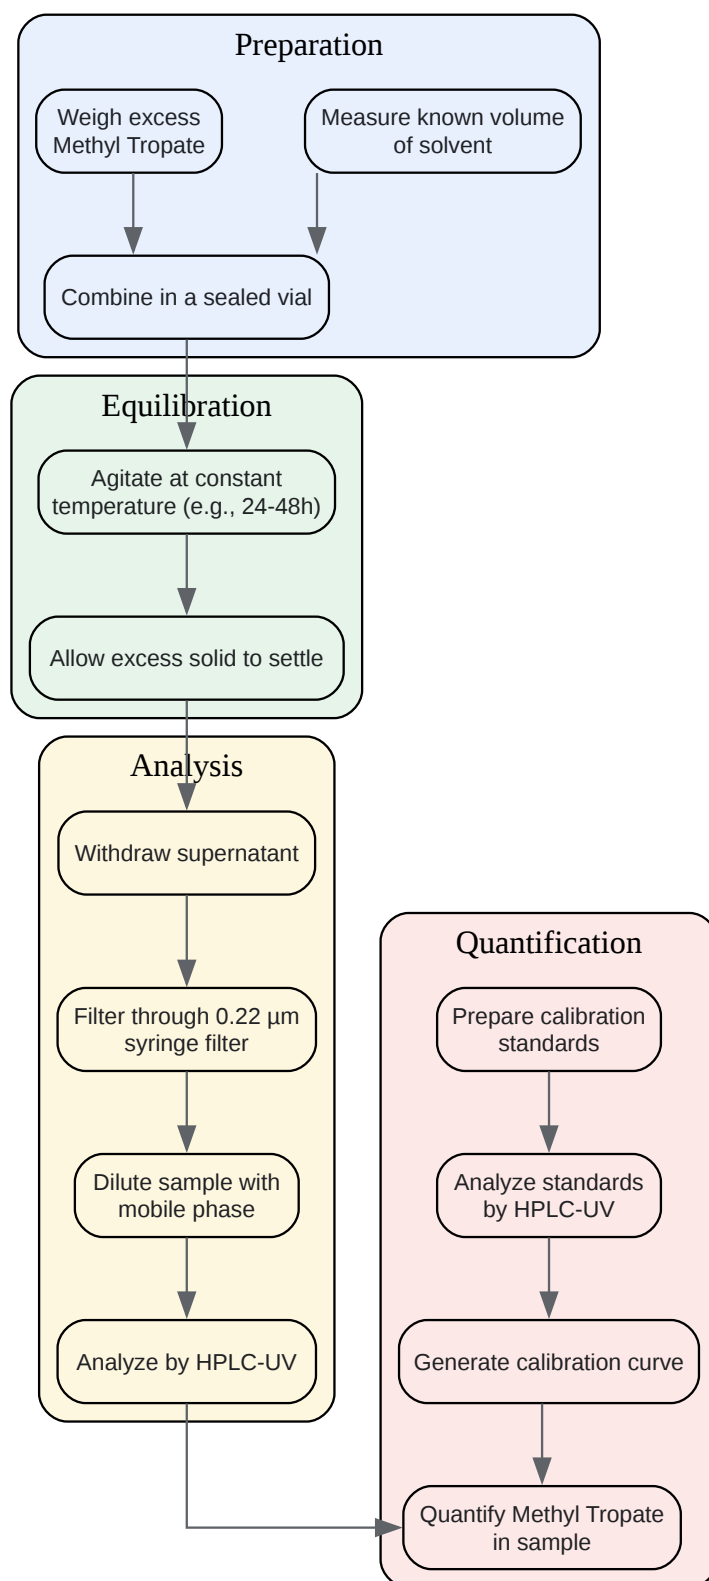 Preparation
Weigh excess
Methyl Tropate
Measure known volume
of solvent
Combine in a sealed vial
Equilibration
Agitate at constant
temperature (e.g., 24-48h)
Allow excess solid to settle
Analysis
Withdraw supernatant
Filter through 0.22 µm
syringe filter
Dilute sample with
mobile phase
Analyze by HPLC-UV
Quantification
Prepare calibration
standards
Analyze standards
by HPLC-UV
Generate calibration curve
Quantify Methyl Tropate
in sample